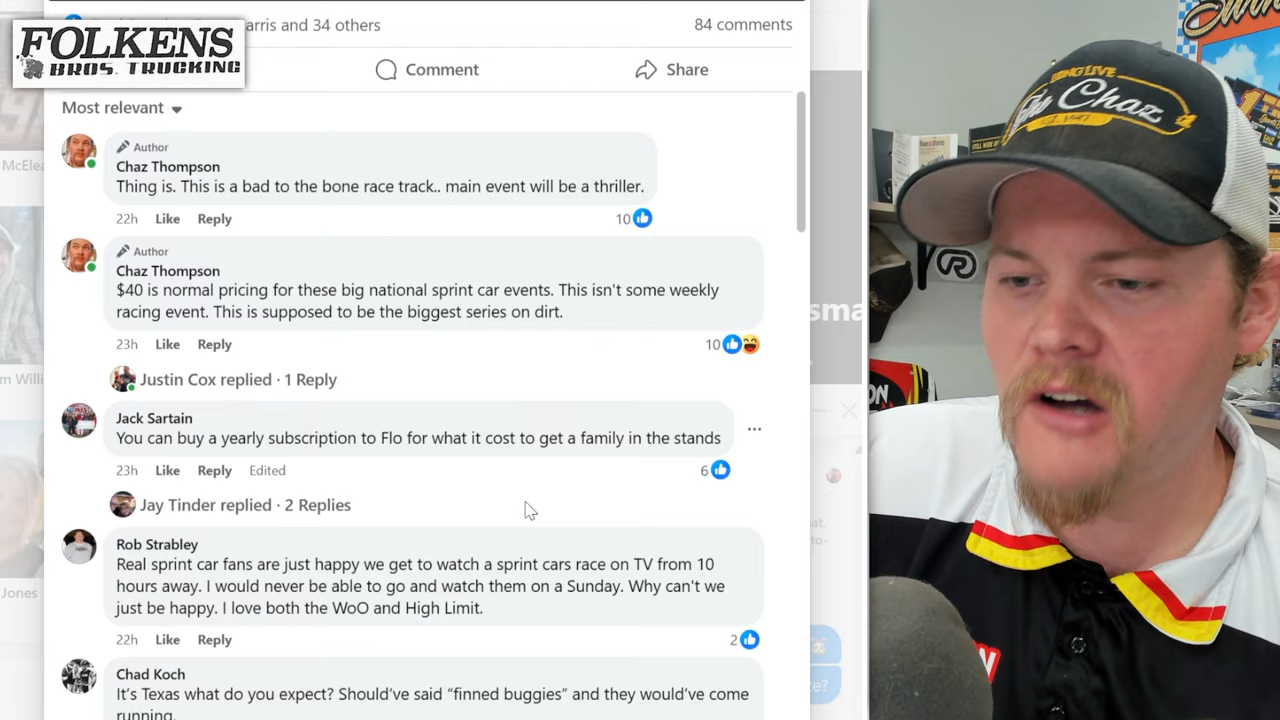 FOLKENS
BROS. TRUCKING
arris and 34 others
84 comments
Comment
Share
Most relevant
McElea
Author
Chaz Thompson
Thing is. This is a bad to the bone race track.. main event will be a thriller.
22h Like Reply
10
Author
Chaz Thompson
$40 is normal pricing for these big national sprint car events. This isn't some weekly
racing event. This is supposed to be the biggest series on dirt.
23h Like Reply
10
m Willi
Justin Cox replied · 1 Reply
Jack Sartain
You can buy a yearly subscription to Flo for what it cost to get a family in the stands
23h Like Reply Edited
6
Jay Tinder replied · 2 Replies
Rob Strabley
Real sprint car fans are just happy we get to watch a sprint cars race on TV from 10
hours away. I would never be able to go and watch them on a Sunday. Why can't we
just be happy. I love both the WoO and High Limit.
Jones
22h Like Reply
2
Chad Koch
It's Texas what do you expect? Should've said "finned buggies" and they would've come
running.
sma
LONG LIVE
The Chaz